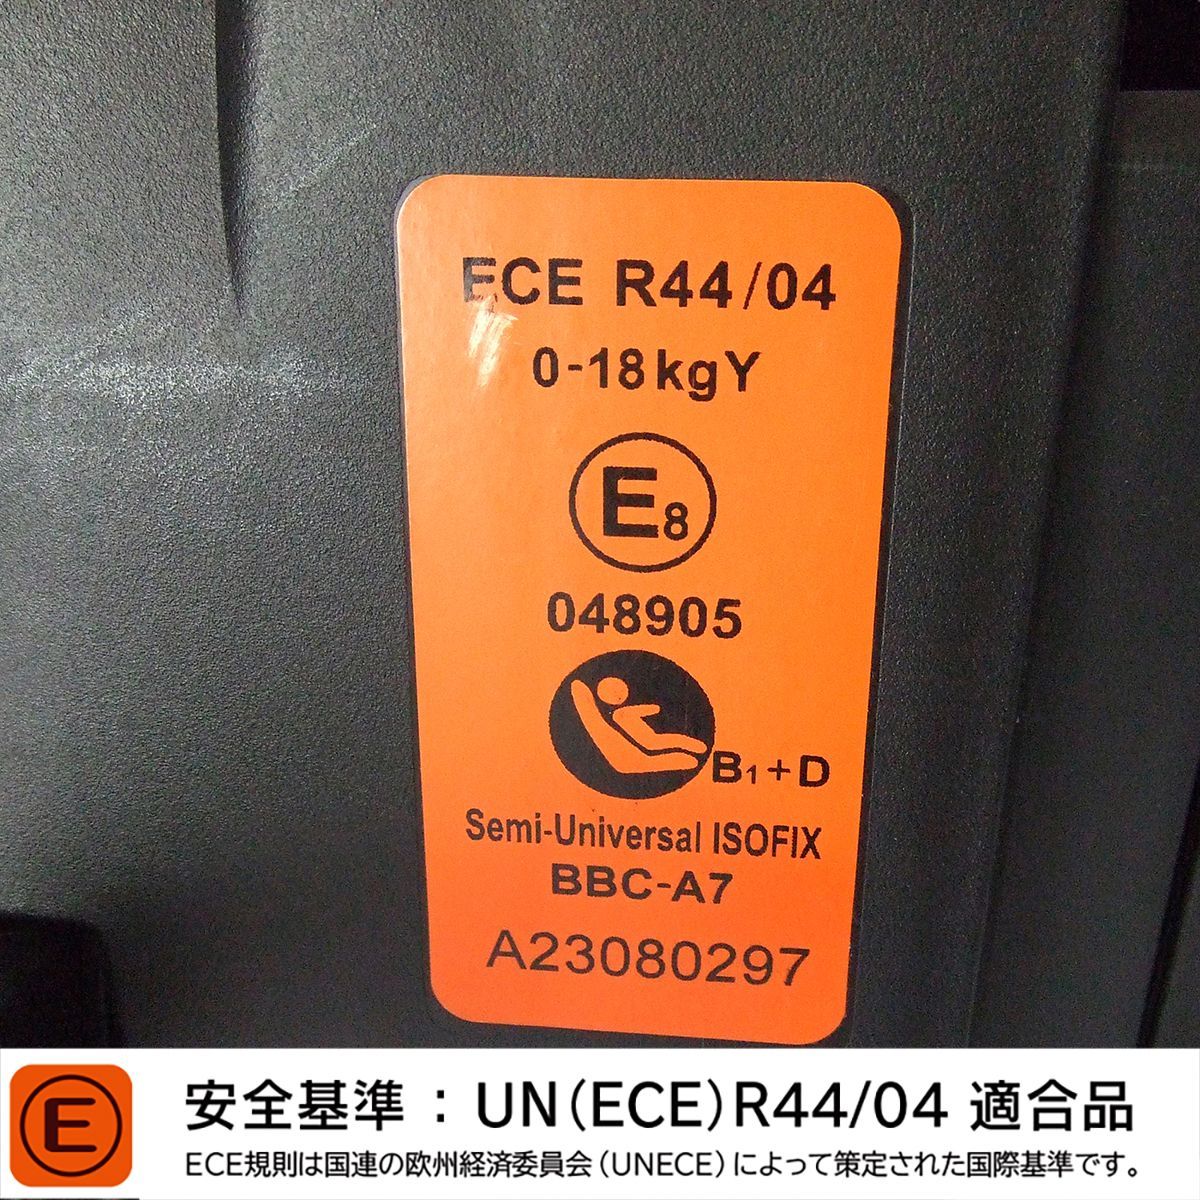 ECE R44/04
0-18kgY
E8
048905
B1+D
Semi-Universal ISOFIX
BBC-A7
A23080297
E
安全基準：UN(ECE)R44/04 適合品
ECE規則は国連の欧州経済委員会(UNECE)によって策定された国際基準です。